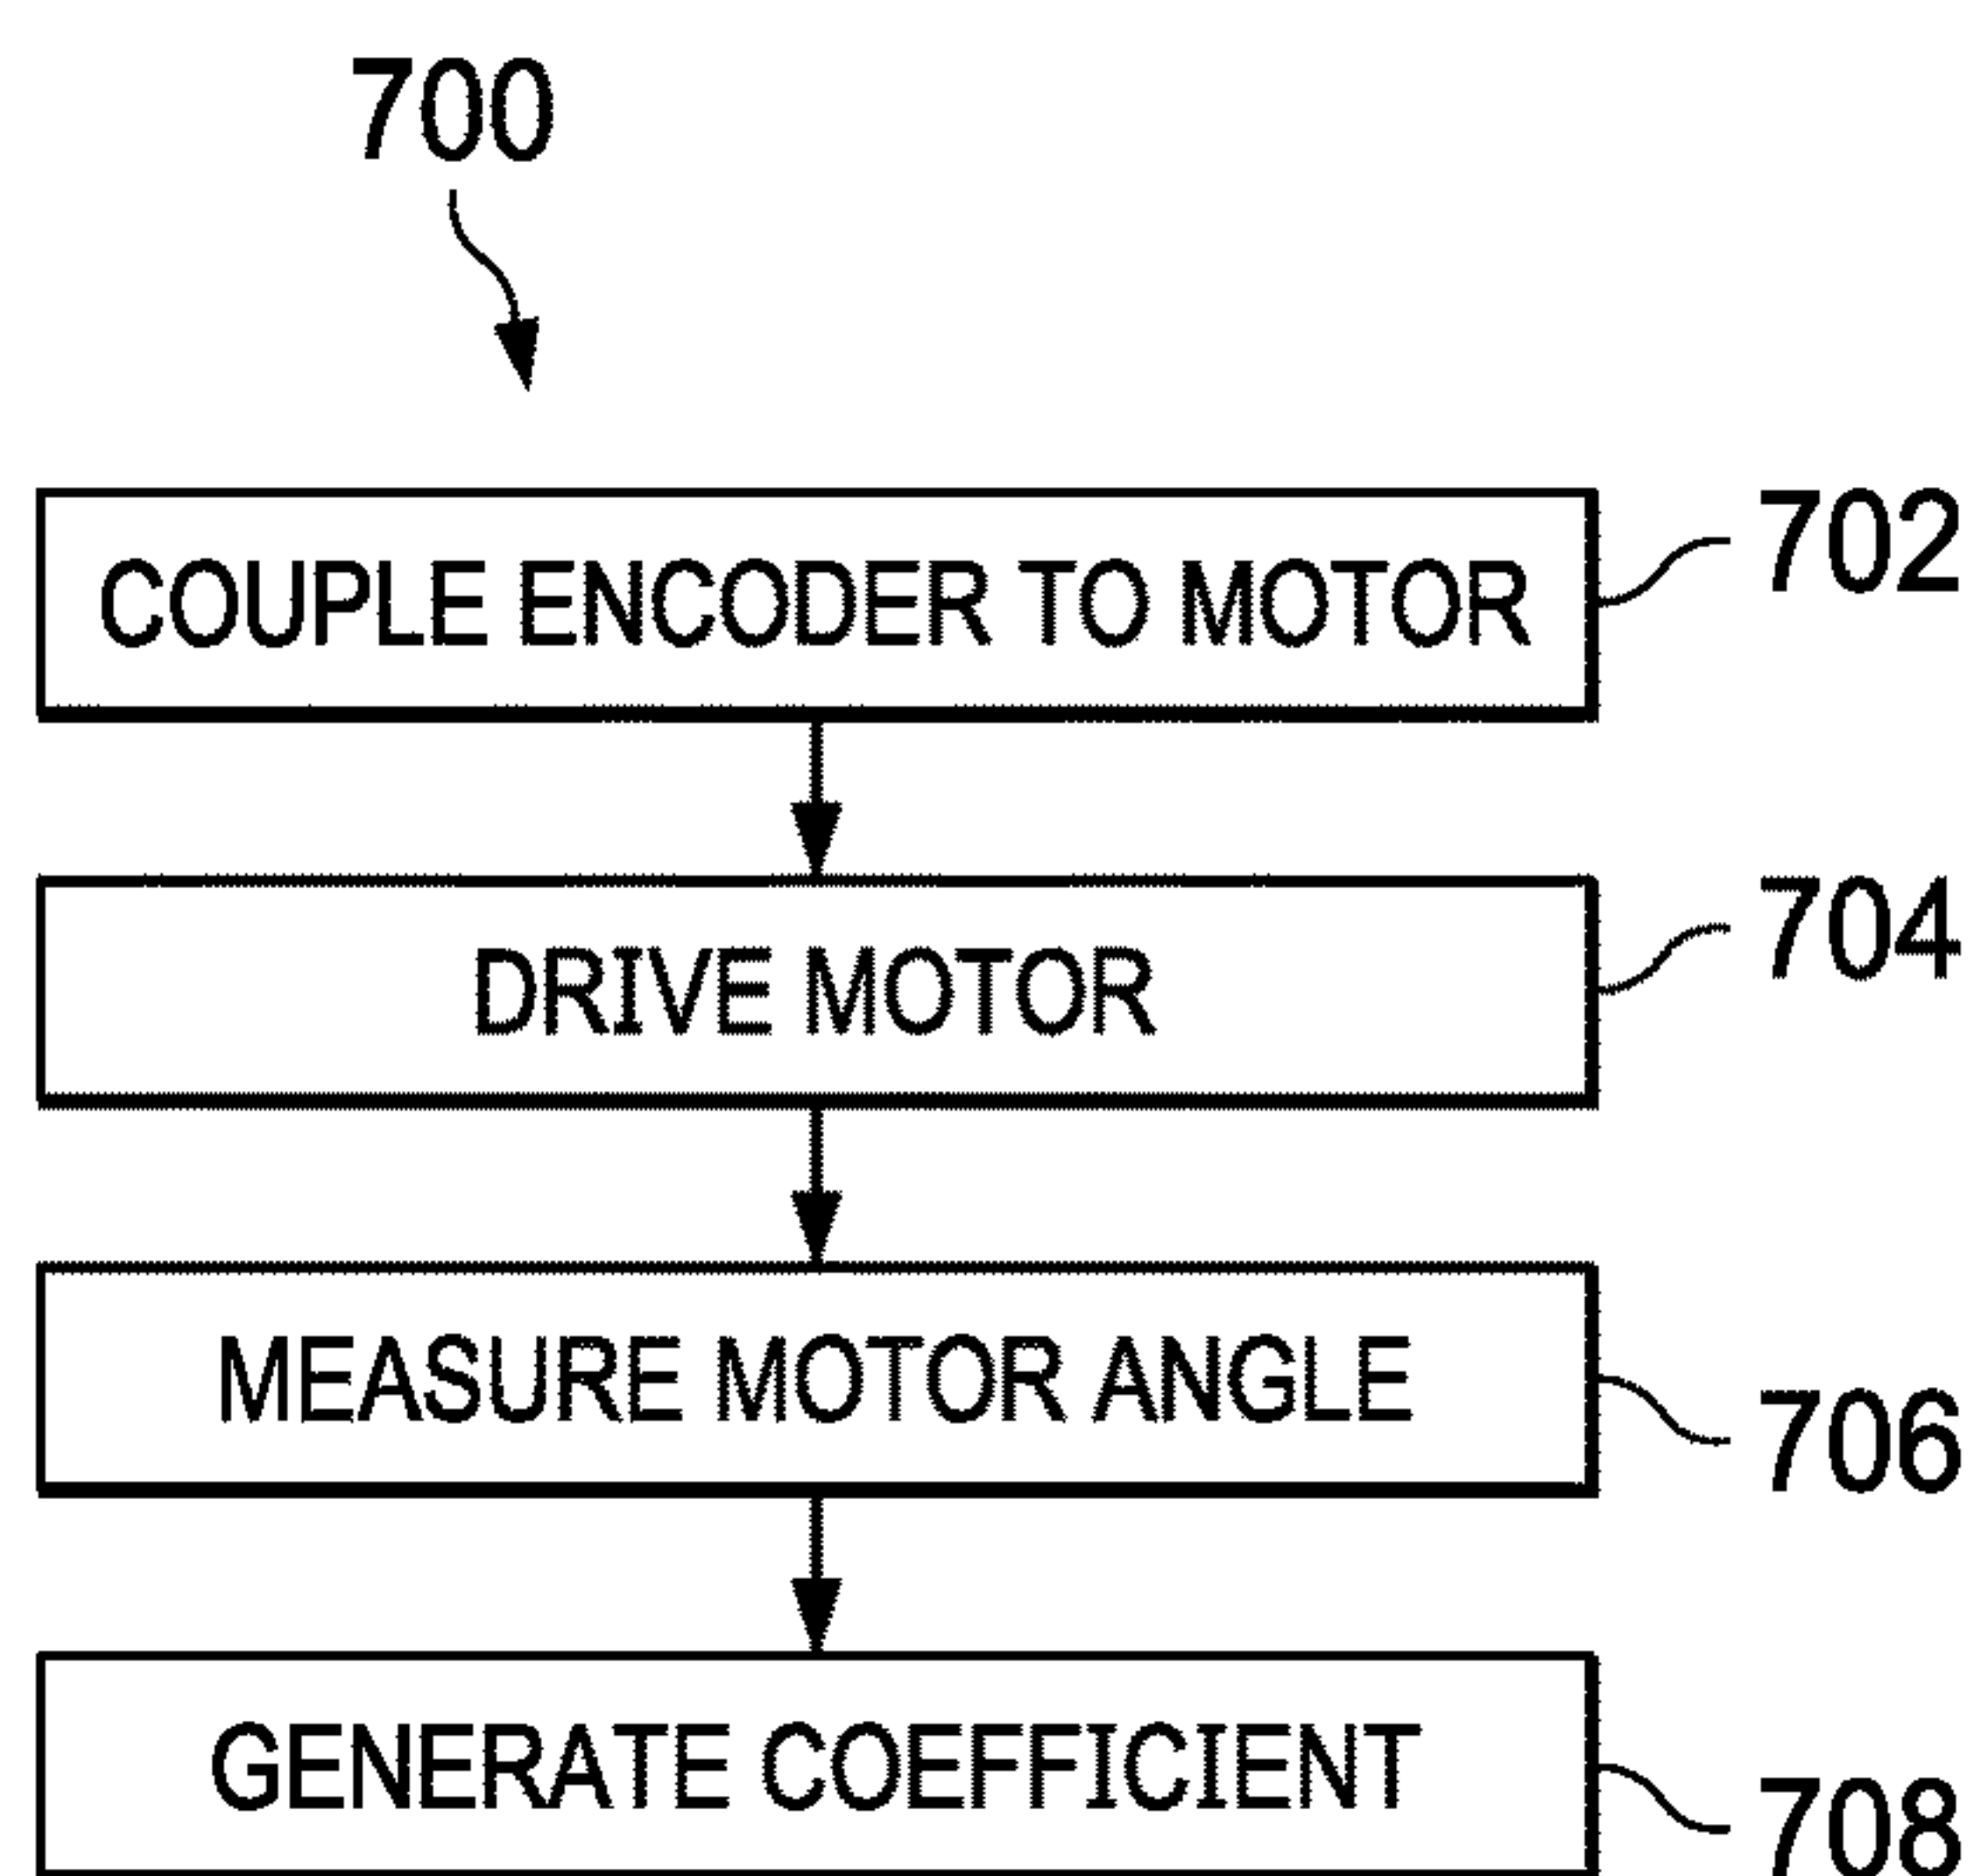 700
COUPLE ENCODER TO MOTOR
702
DRIVE MOTOR
704
MEASURE MOTOR ANGLE
706
GENERATE COEFFICIENT
708